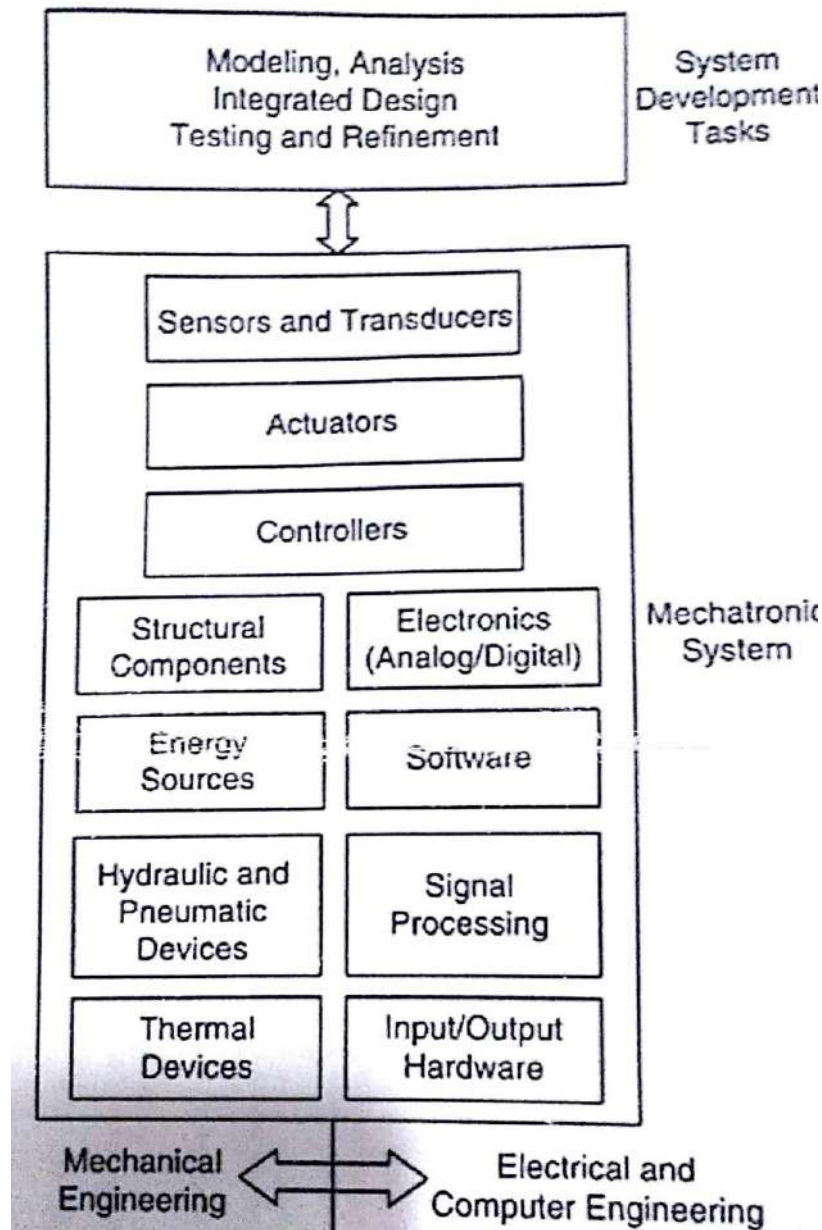 Modeling, Analysis
Integrated Design
Testing and Refinement
System
Development
Tasks
Sensors and Transducers
Actuators
Controllers
Structural
Components
Electronics
(Analog/Digital)
Mechatronic
System
Energy
Sources
Software
Hydraulic and
Pneumatic
Devices
Signal
Processing
Thermal
Devices
Input/Output
Hardware
Mechanical
Engineering
Electrical and
Computer Engineering